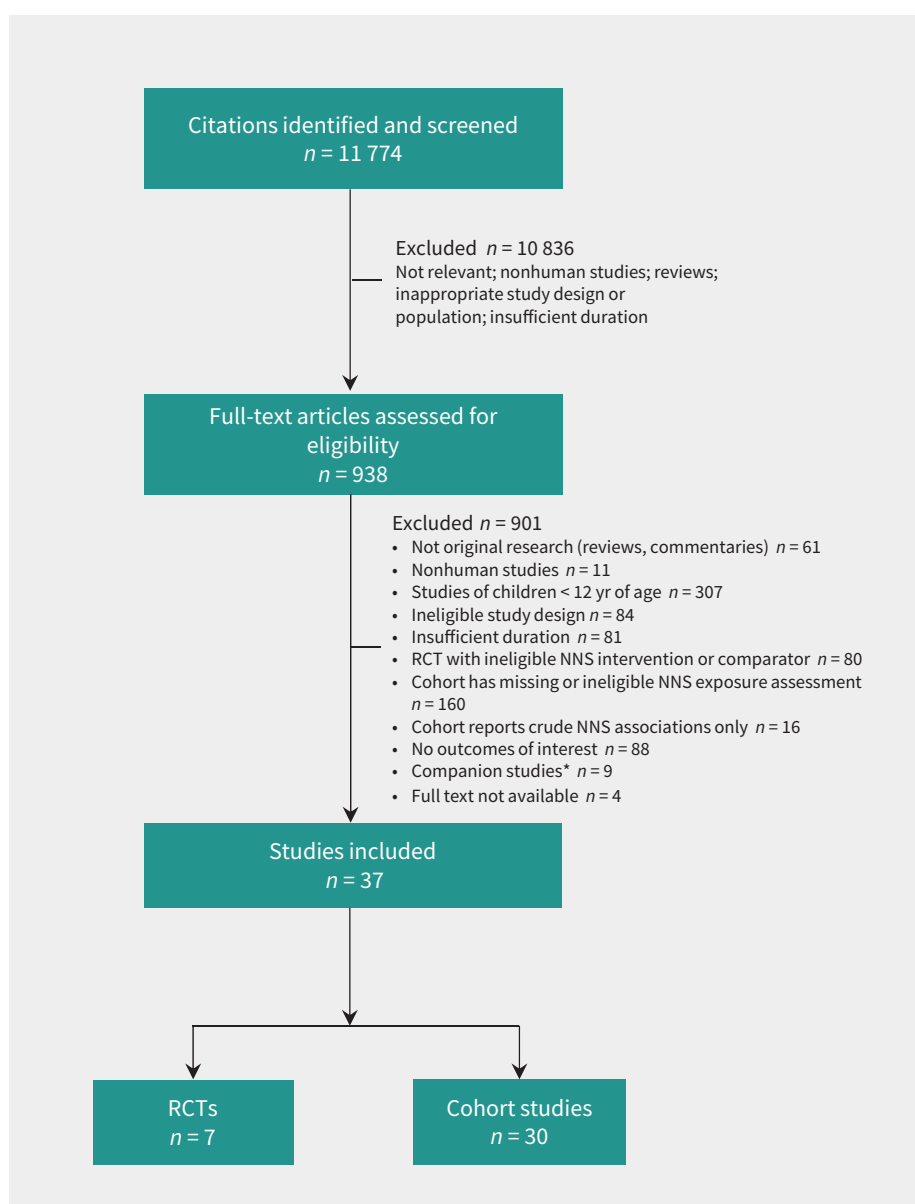 Citations identified and screened
n = 11 774
Excluded n = 10 836
Not relevant; nonhuman studies; reviews;
inappropriate study design or
population; insufficient duration
Full-text articles assessed for
eligibility
n = 938
Excluded n = 901
• Not original research (reviews, commentaries) n = 61
• Nonhuman studies n = 11
• Studies of children < 12 yr of age n = 307
• Ineligible study design n = 84
• Insufficient duration n = 81
• RCT with ineligible NNS intervention or comparator n = 80
• Cohort has missing or ineligible NNS exposure assessment
n = 160
• Cohort reports crude NNS associations only n = 16
• No outcomes of interest n = 88
• Companion studies* n = 9
• Full text not available n = 4
Studies included
n = 37
RCTs
n = 7
Cohort studies
n = 30